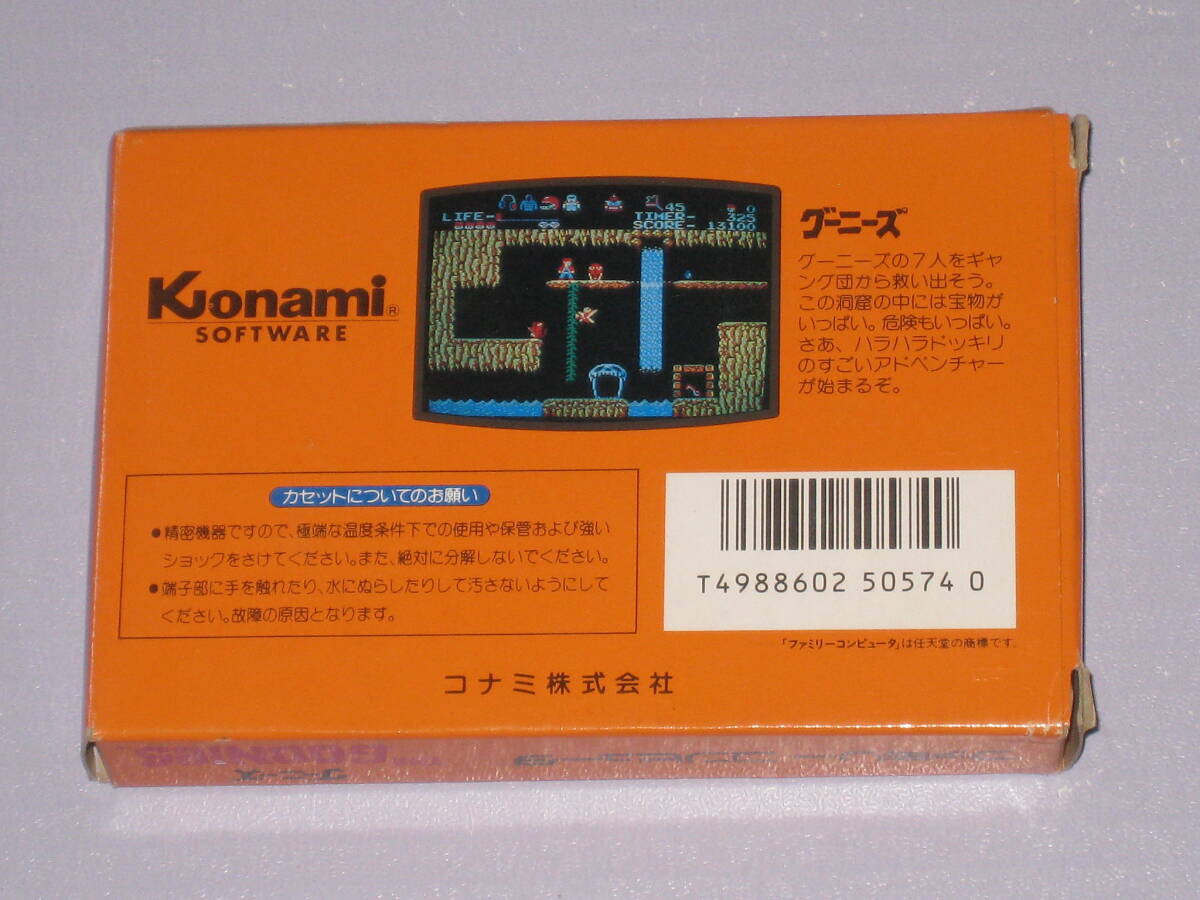 Konami®
SOFTWARE
45
0
LIFE-
TIMER- 325
SCORE- 13100
グーニーズ
グーニーズの7人をギャ
ング団から救い出そう。
この洞窟の中には宝物が
いっぱい。危険もいっぱい。
さあ、ハラハラドッキリ
のすごいアドベンチャー
が始まるぞ。
カセットについてのお願い
●精密機器ですので、極端な温度条件下での使用や保管および強い
ショックをさけてください。また、絶対に分解しないでください。
●端子部に手を触れたり、水にぬらしたりして汚さないようにして
ください。故障の原因となります。
T4988602 50574 0
「ファミリーコンピュータ」は任天堂の商標です。
コナミ株式会社
グーニーズ